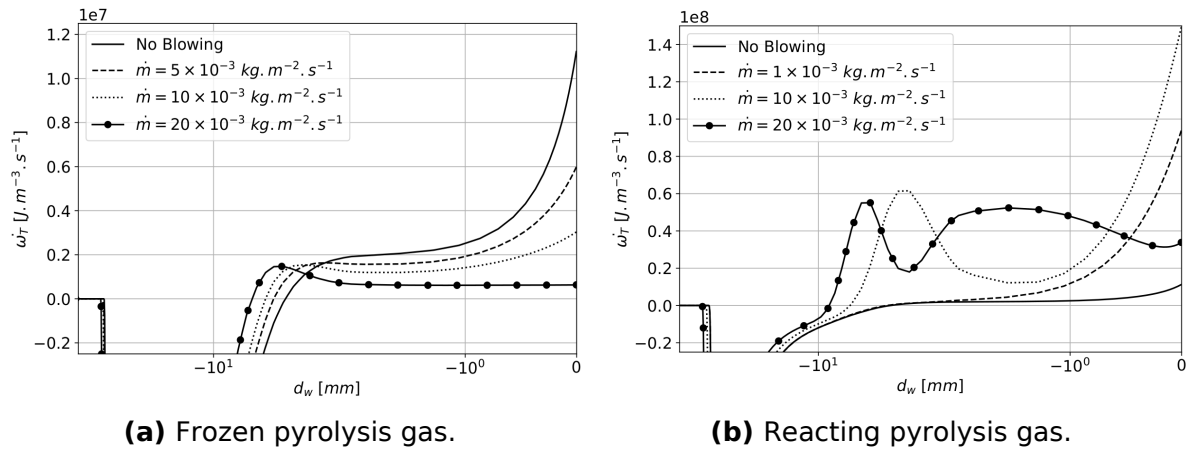 1e7
1.2
1.0
0.8
0.6
0.4
0.2
0.0
−0.2
ω̇_T [J.m⁻³.s⁻¹]
No Blowing
ṁ = 5 × 10⁻³ kg.m⁻².s⁻¹
ṁ = 10 × 10⁻³ kg.m⁻².s⁻¹
ṁ = 20 × 10⁻³ kg.m⁻².s⁻¹
−10¹ −10⁰ 0
d_w [mm]
(a) Frozen pyrolysis gas.
1e8
1.4
1.2
1.0
0.8
0.6
0.4
0.2
0.0
−0.2
ω̇_T [J.m⁻³.s⁻¹]
No Blowing
ṁ = 1 × 10⁻³ kg.m⁻².s⁻¹
ṁ = 10 × 10⁻³ kg.m⁻².s⁻¹
ṁ = 20 × 10⁻³ kg.m⁻².s⁻¹
−10¹ −10⁰ 0
d_w [mm]
(b) Reacting pyrolysis gas.